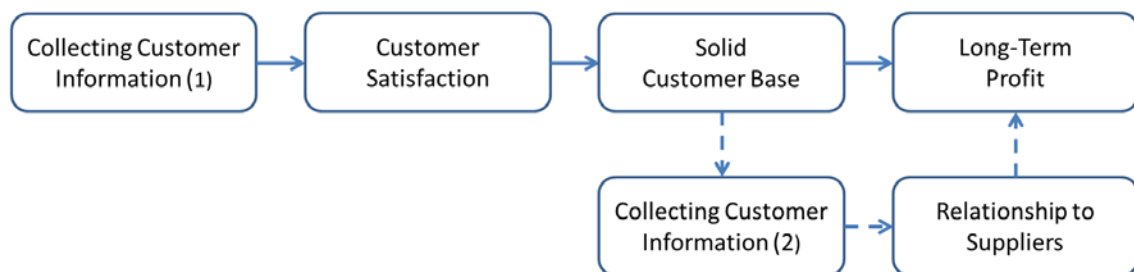 Collecting Customer
Information (1)
Customer
Satisfaction
Solid
Customer Base
Long-Term
Profit
Collecting Customer
Information (2)
Relationship to
Suppliers